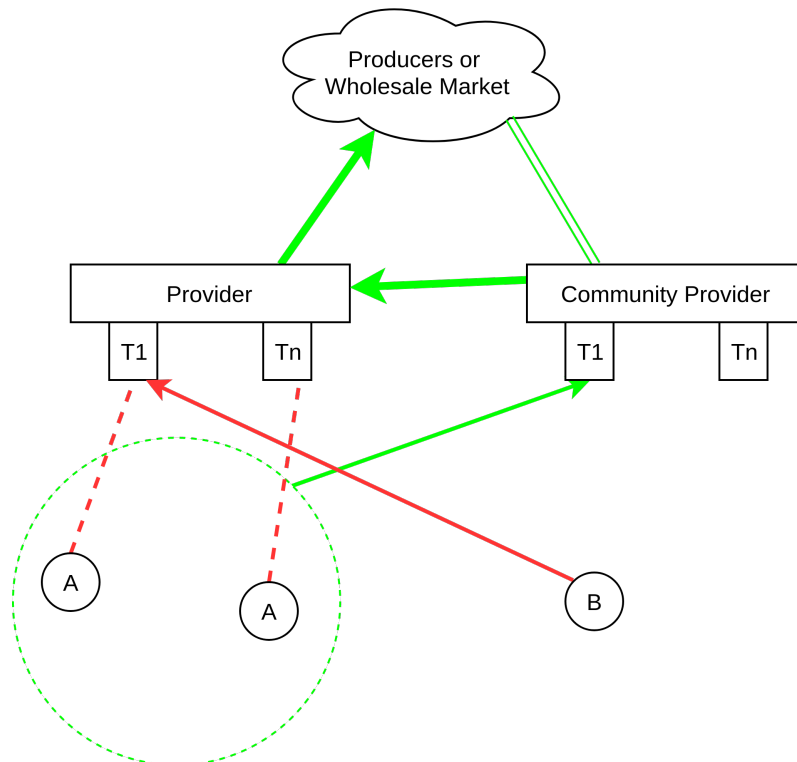 Producers or
Wholesale Market
Provider
Community Provider
T1
Tn
T1
Tn
A
A
B